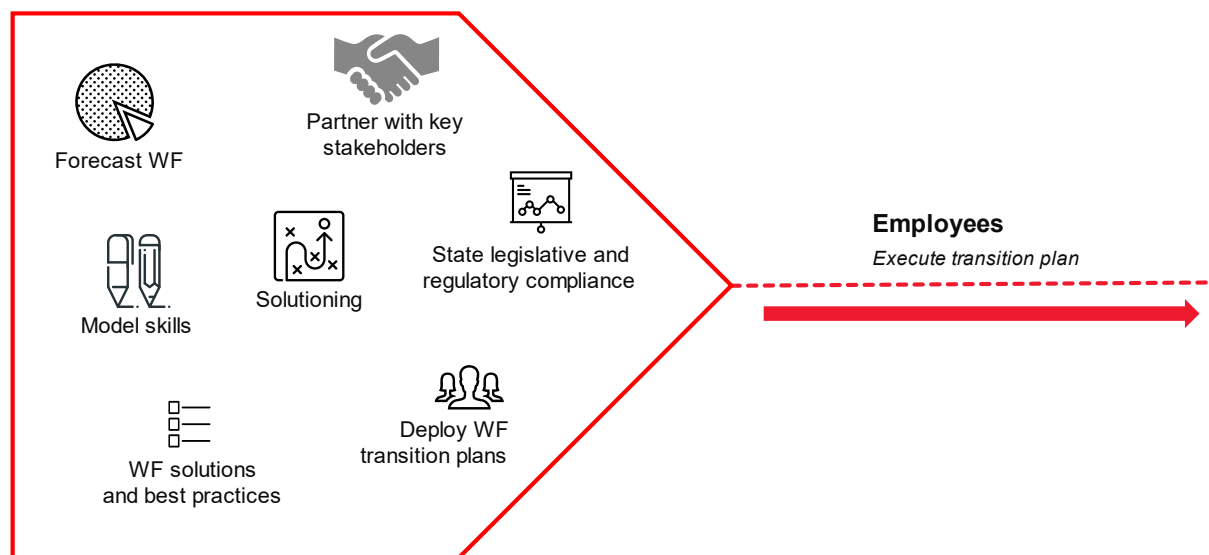 Forecast WF
Partner with key
stakeholders
Model skills
Solutioning
State legislative and
regulatory compliance
WF solutions
and best practices
Deploy WF
transition plans
Employees
Execute transition plan